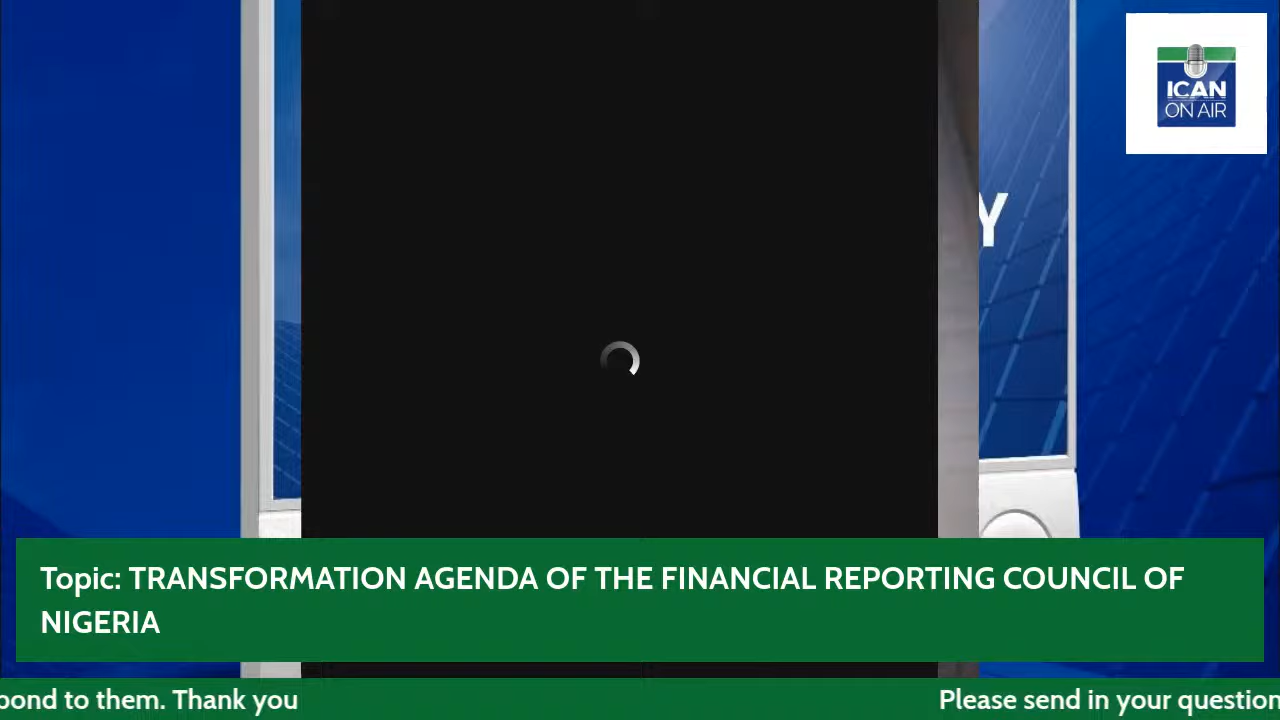 ICAN
ON AIR
Y
Topic: TRANSFORMATION AGENDA OF THE FINANCIAL REPORTING COUNCIL OF
NIGERIA
pond to them. Thank you
Please send in your question